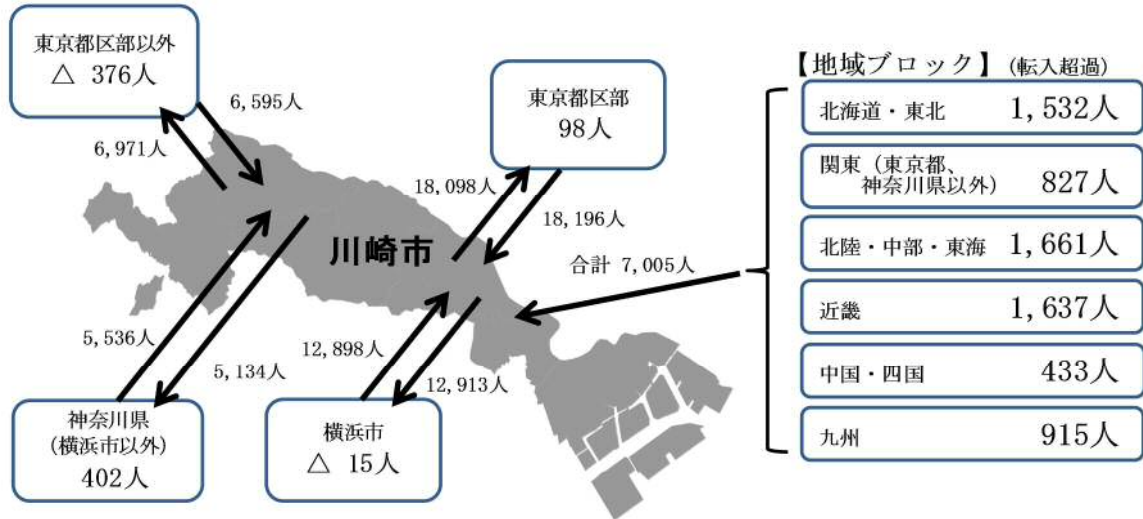 東京都区部以外
△ 376人
6,595人
6,971人
東京都区部
98人
18,098人
18,196人
川崎市
合計 7,005人
5,536人
5,134人
12,898人
12,913人
神奈川県
(横浜市以外)
402人
横浜市
△ 15人
【地域ブロック】 (転入超過)
北海道・東北 1,532人
関東(東京都、
神奈川県以外) 827人
北陸・中部・東海 1,661人
近畿 1,637人
中国・四国 433人
九州 915人